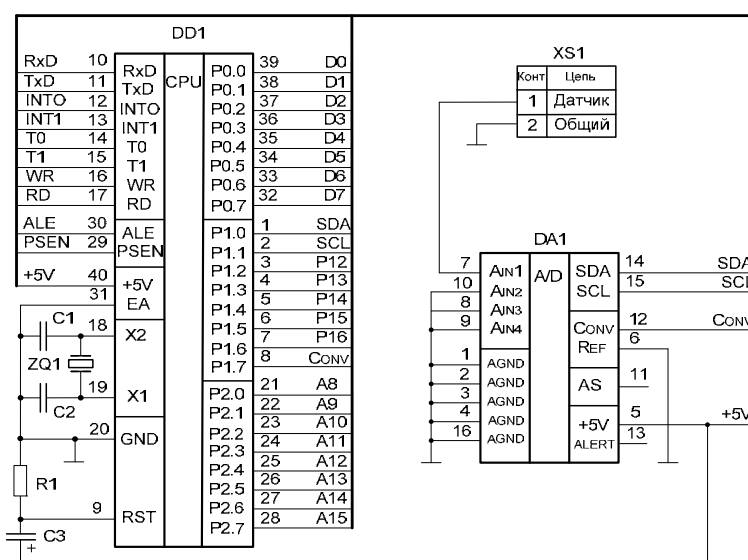 DD1
RxD 10 RxD CPU P0.0 39 D0
TxD 11 TxD P0.1 38 D1
INTO 12 INTO P0.2 37 D2
INT1 13 INT1 P0.3 36 D3
T0 14 T0 P0.4 35 D4
T1 15 T1 P0.5 34 D5
WR 16 WR P0.6 33 D6
RD 17 RD P0.7 32 D7
ALE 30 ALE P1.0 1 SDA
PSEN 29 PSEN P1.1 2 SCL
+5V 40 +5V P1.2 3 P12
31 EA P1.3 4 P13
P1.4 5 P14
C1 18 X2 P1.5 6 P15
P1.6 7 P16
ZQ1 P1.7 8 CONV
19 X1 P2.0 21 A8
C2 P2.1 22 A9
20 GND P2.2 23 A10
P2.3 24 A11
P2.4 25 A12
R1 P2.5 26 A13
9 RST P2.6 27 A14
P2.7 28 A15
C3 +
XS1
Конт Цепь
1 Датчик
2 Общий
DA1
7 AIN1 A/D SDA 14 SDA
10 AIN2 SCL 15 SCL
8 AIN3
9 AIN4 CONV 12 CONV
1 AGND REF 6
2 AGND AS 11
3 AGND
4 AGND +5V 5 +5V
16 AGND ALERT 13